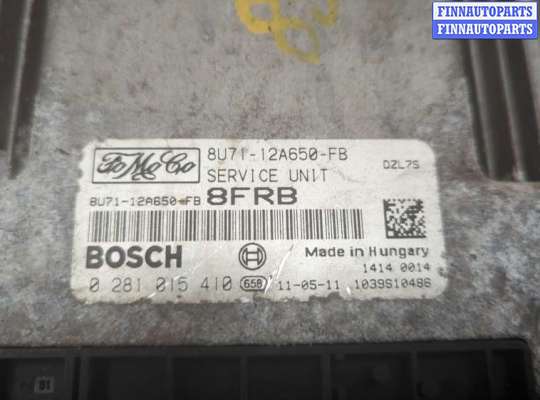 FINNAUTOPARTS
FINNAUTOPARTS
FoMoCo
8U71-12A650-FB
SERVICE UNIT
DZL7S
8U71-12A650-FB 8FRB
BOSCH
Made in Hungary
1414 0014
0 281 015 410 658 11-05-11 1039S10486
81